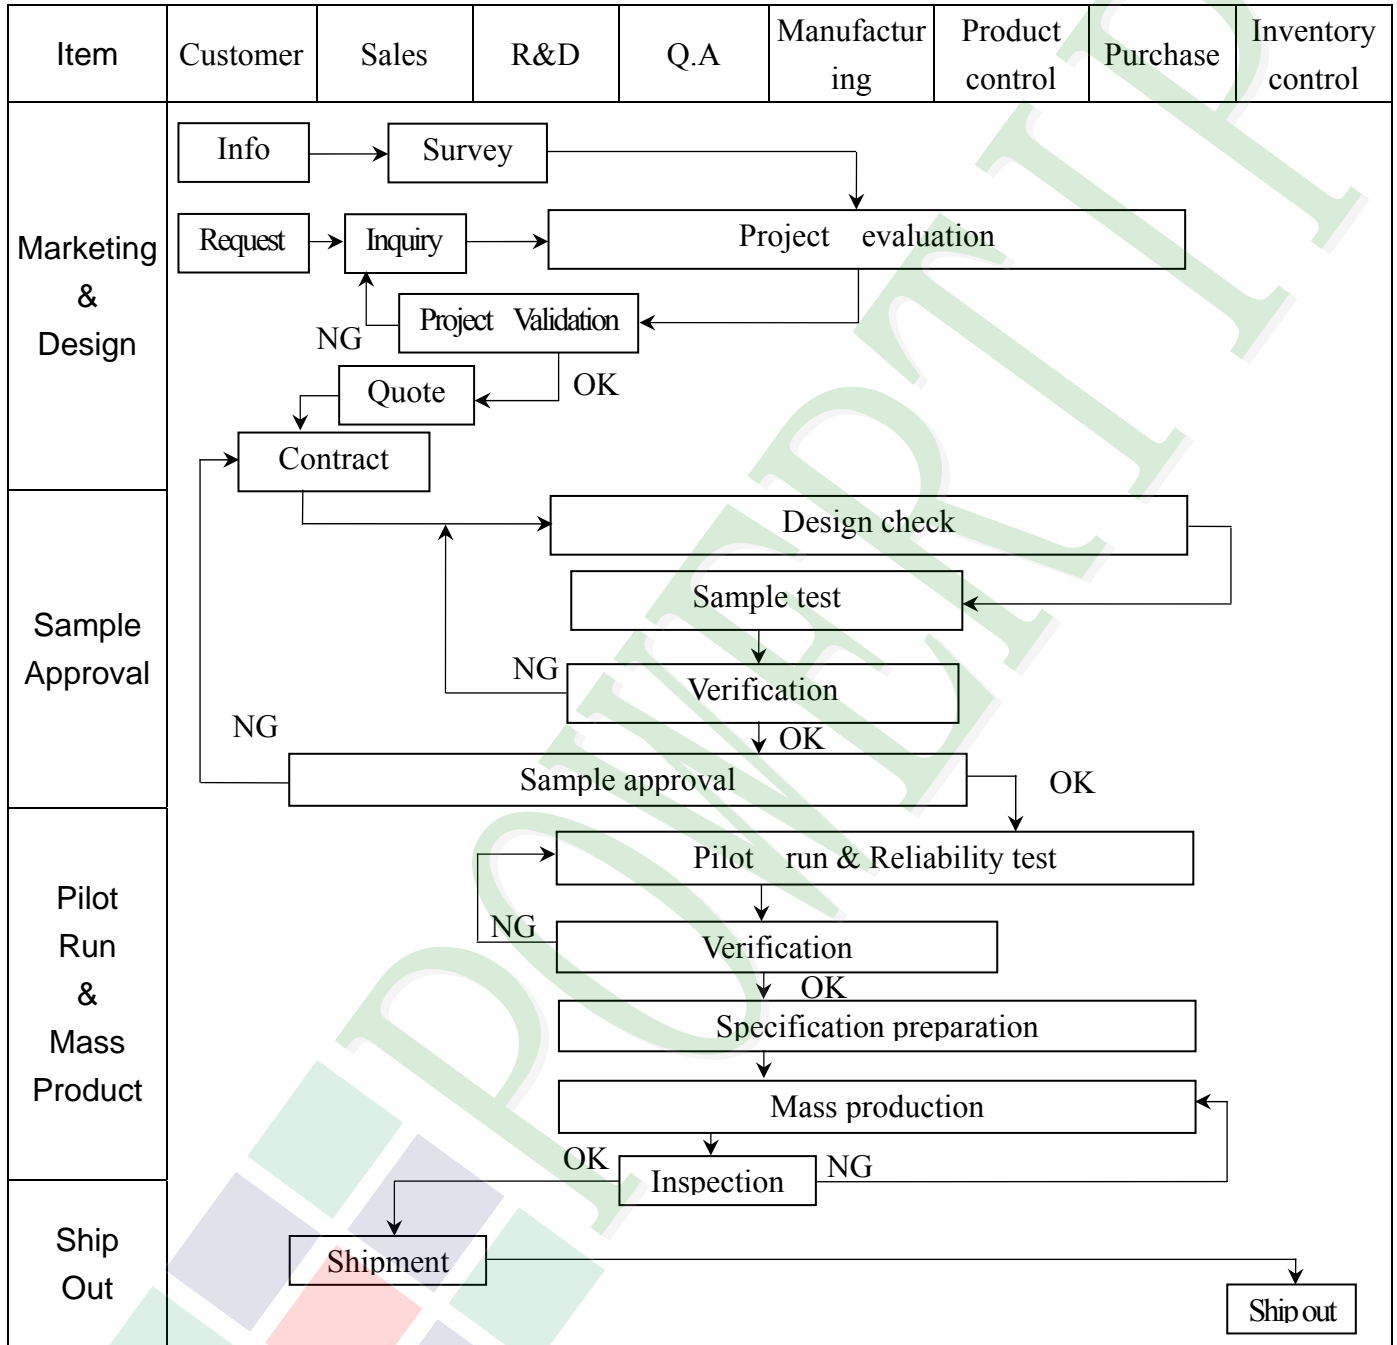 Item
Customer
Sales
R&D
Q.A
Manufactur
ing
Product
control
Purchase
Inventory
control
Marketing
&
Design
Info
Survey
Request
Inquiry
Project evaluation
Project Validation
NG
OK
Quote
Contract
Sample
Approval
Design check
Sample test
NG
Verification
OK
NG
Sample approval
OK
Pilot
Run
&
Mass
Product
Pilot run & Reliability test
NG
Verification
OK
Specification preparation
Mass production
OK
Inspection
NG
Ship
Out
Shipment
Ship out
POWERTIP